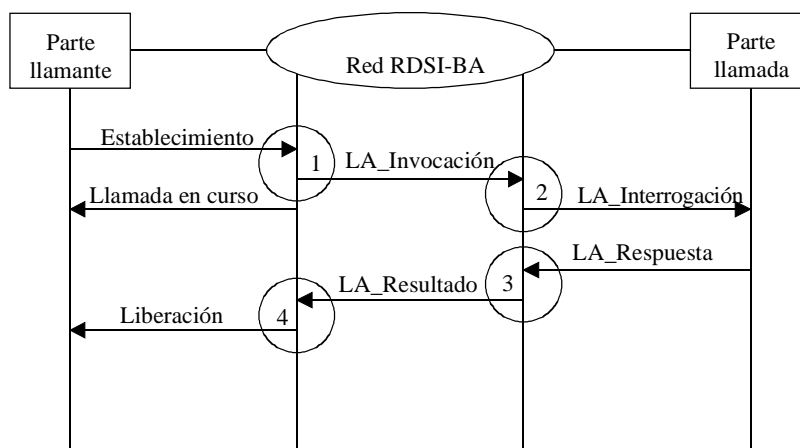 Parte
llamante
Red RDSI-BA
Parte
llamada
Establecimiento
1
LA_Invocación
2
Llamada en curso
LA_Interrogación
LA_Respuesta
3
LA_Resultado
4
Liberación